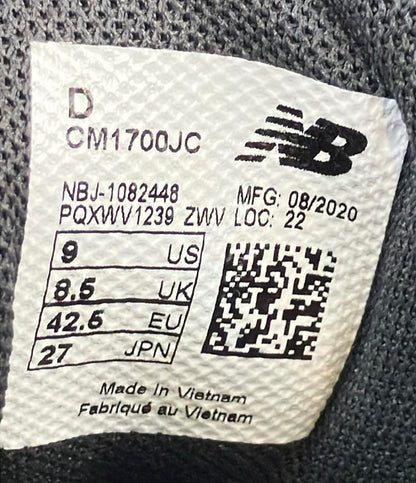 D
CM1700JC
NB
NBJ-1082448 MFG: 08/2020
PQXWV1239 ZWV LOC: 22
9 US
8.5 UK
42.5 EU
27 JPN
Made In Vietnam
Fabriqué au Vietnam